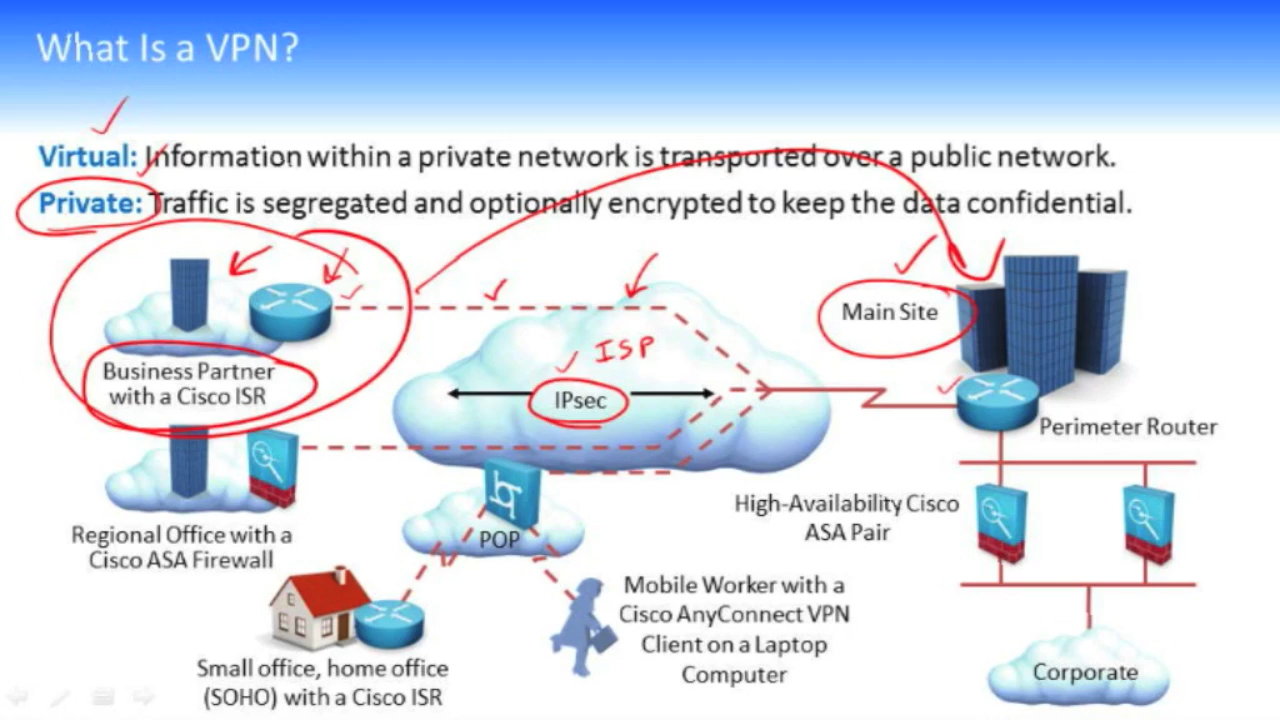 What Is a VPN?
Virtual: Information within a private network is transported over a public network.
Private: Traffic is segregated and optionally encrypted to keep the data confidential.
Main Site
ISP
Business Partner
with a Cisco ISR
IPsec
Perimeter Router
High-Availability Cisco
ASA Pair
Regional Office with a
Cisco ASA Firewall
POP
Mobile Worker with a
Cisco AnyConnect VPN
Client on a Laptop
Computer
Small office, home office
(SOHO) with a Cisco ISR
Corporate